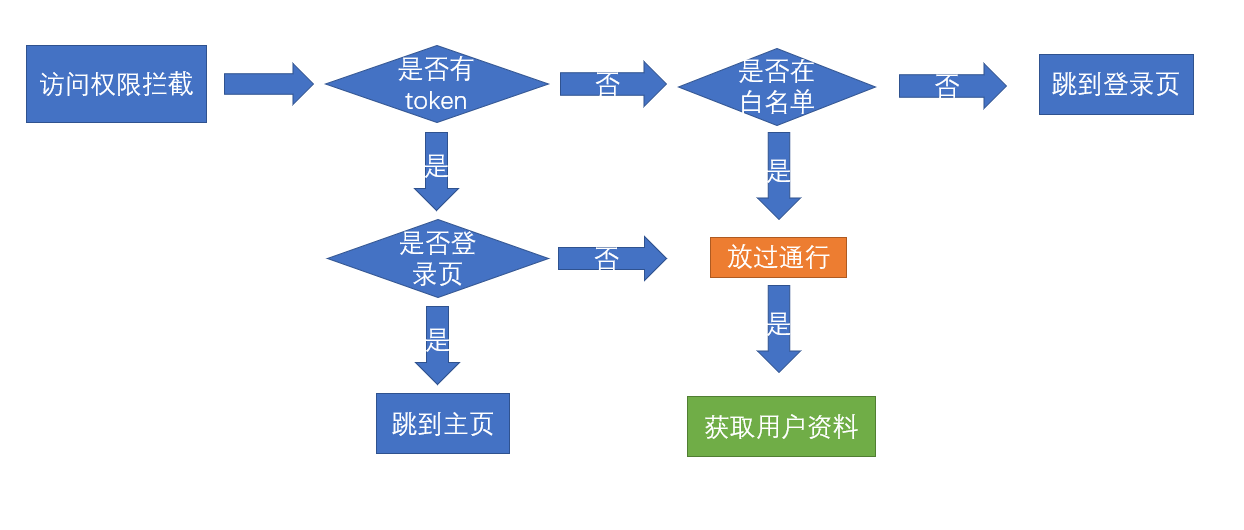 访问权限拦截
是否有
token
否
是否在
白名单
否
跳到登录页
是
是
是否登
录页
否
放过通行
是
是
跳到主页
获取用户资料